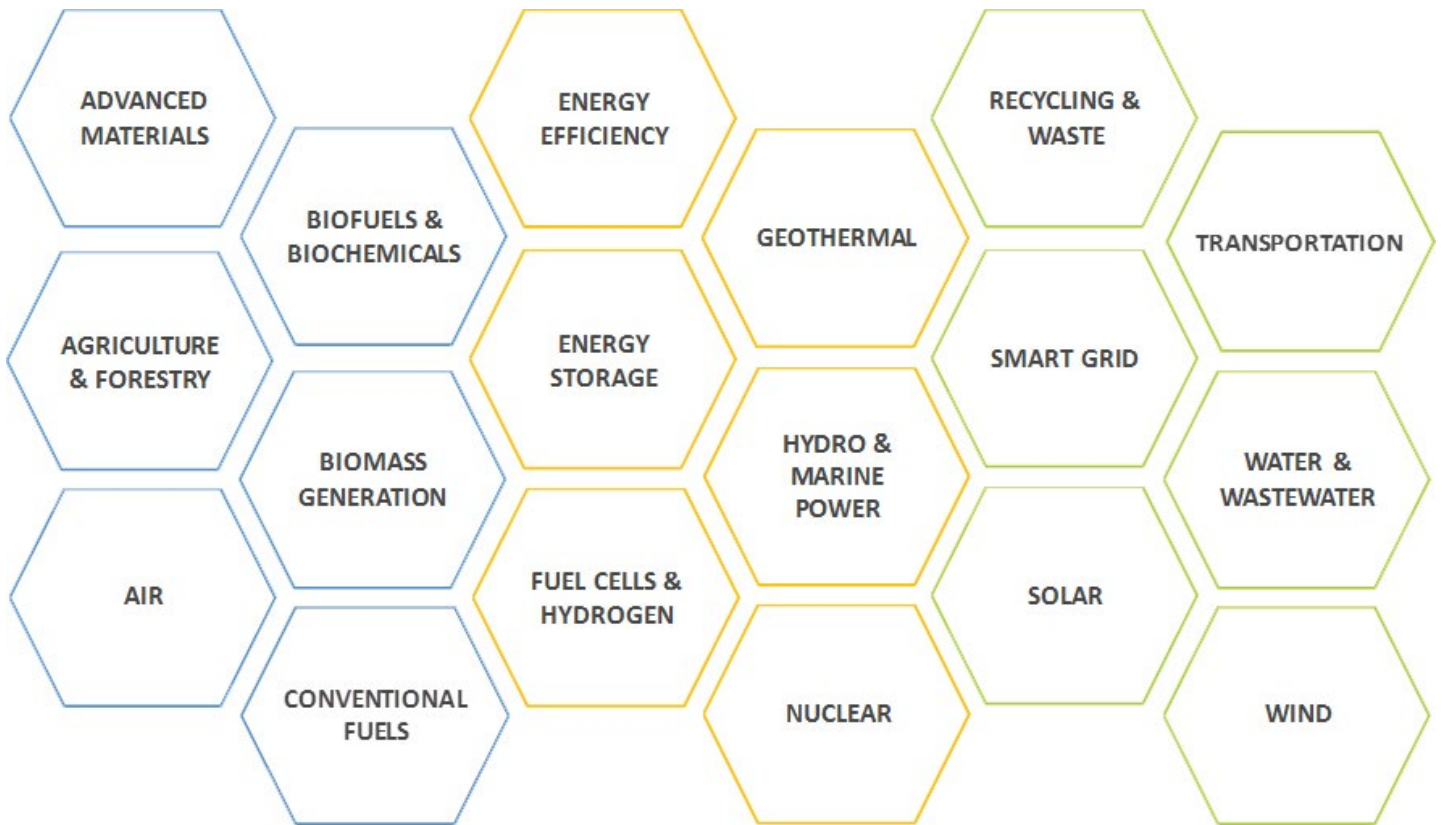 ADVANCED
MATERIALS
AGRICULTURE
& FORESTRY
AIR
BIOFUELS &
BIOCHEMICALS
BIOMASS
GENERATION
CONVENTIONAL
FUELS
ENERGY
EFFICIENCY
ENERGY
STORAGE
FUEL CELLS &
HYDROGEN
GEOTHERMAL
HYDRO &
MARINE
POWER
NUCLEAR
RECYCLING &
WASTE
SMART GRID
SOLAR
TRANSPORTATION
WATER &
WASTEWATER
WIND